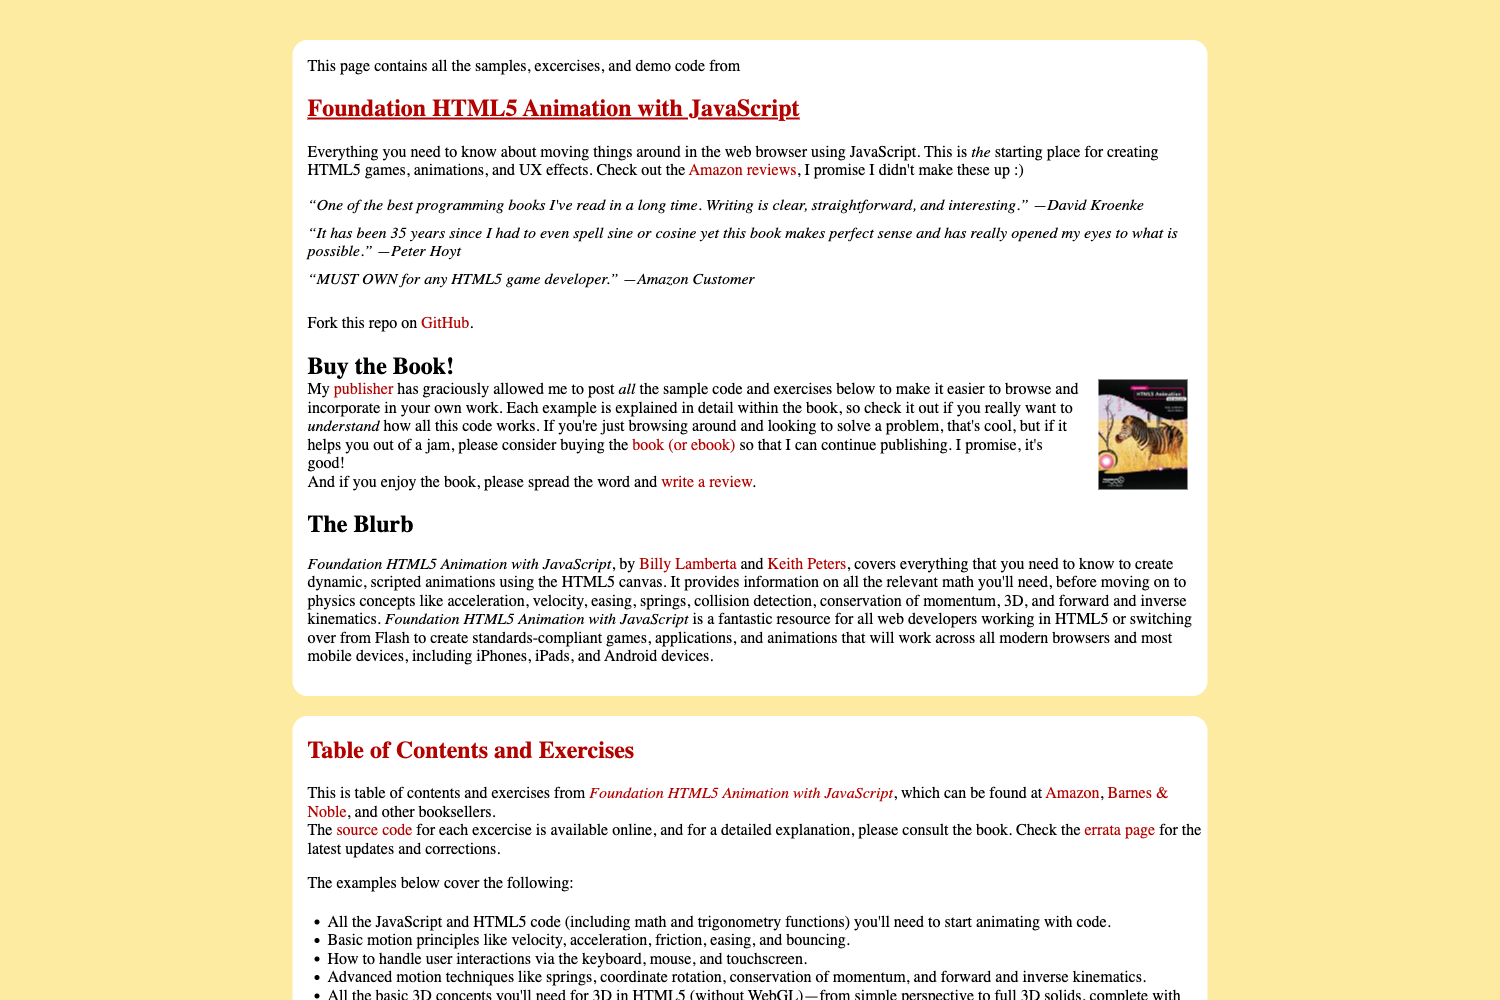 This page contains all the samples, excercises, and demo code from
Foundation HTML5 Animation with JavaScript
Everything you need to know about moving things around in the web browser using JavaScript. This is the starting place for creating
HTML5 games, animations, and UX effects. Check out the Amazon reviews, I promise I didn't make these up :)
“One of the best programming books I've read in a long time. Writing is clear, straightforward, and interesting.” —David Kroenke
“It has been 35 years since I had to even spell sine or cosine yet this book makes perfect sense and has really opened my eyes to what is
possible.” —Peter Hoyt
“MUST OWN for any HTML5 game developer.” —Amazon Customer
Fork this repo on GitHub.
Buy the Book!
My publisher has graciously allowed me to post all the sample code and exercises below to make it easier to browse and
incorporate in your own work. Each example is explained in detail within the book, so check it out if you really want to
understand how all this code works. If you're just browsing around and looking to solve a problem, that's cool, but if it
helps you out of a jam, please consider buying the book (or ebook) so that I can continue publishing. I promise, it's
good!
And if you enjoy the book, please spread the word and write a review.
HTML5 Animation
The Blurb
Foundation HTML5 Animation with JavaScript, by Billy Lamberta and Keith Peters, covers everything that you need to know to create
dynamic, scripted animations using the HTML5 canvas. It provides information on all the relevant math you'll need, before moving on to
physics concepts like acceleration, velocity, easing, springs, collision detection, conservation of momentum, 3D, and forward and inverse
kinematics. Foundation HTML5 Animation with JavaScript is a fantastic resource for all web developers working in HTML5 or switching
over from Flash to create standards-compliant games, applications, and animations that will work across all modern browsers and most
mobile devices, including iPhones, iPads, and Android devices.
Table of Contents and Exercises
This is table of contents and exercises from Foundation HTML5 Animation with JavaScript, which can be found at Amazon, Barnes &
Noble, and other booksellers.
The source code for each excercise is available online, and for a detailed explanation, please consult the book. Check the errata page for the
latest updates and corrections.
The examples below cover the following:
• All the JavaScript and HTML5 code (including math and trigonometry functions) you'll need to start animating with code.
• Basic motion principles like velocity, acceleration, friction, easing, and bouncing.
• How to handle user interactions via the keyboard, mouse, and touchscreen.
• Advanced motion techniques like springs, coordinate rotation, conservation of momentum, and forward and inverse kinematics.
• All the basic 3D concepts you'll need for 3D in HTML5 (without WebGL)—from simple perspective to full 3D solids, complete with